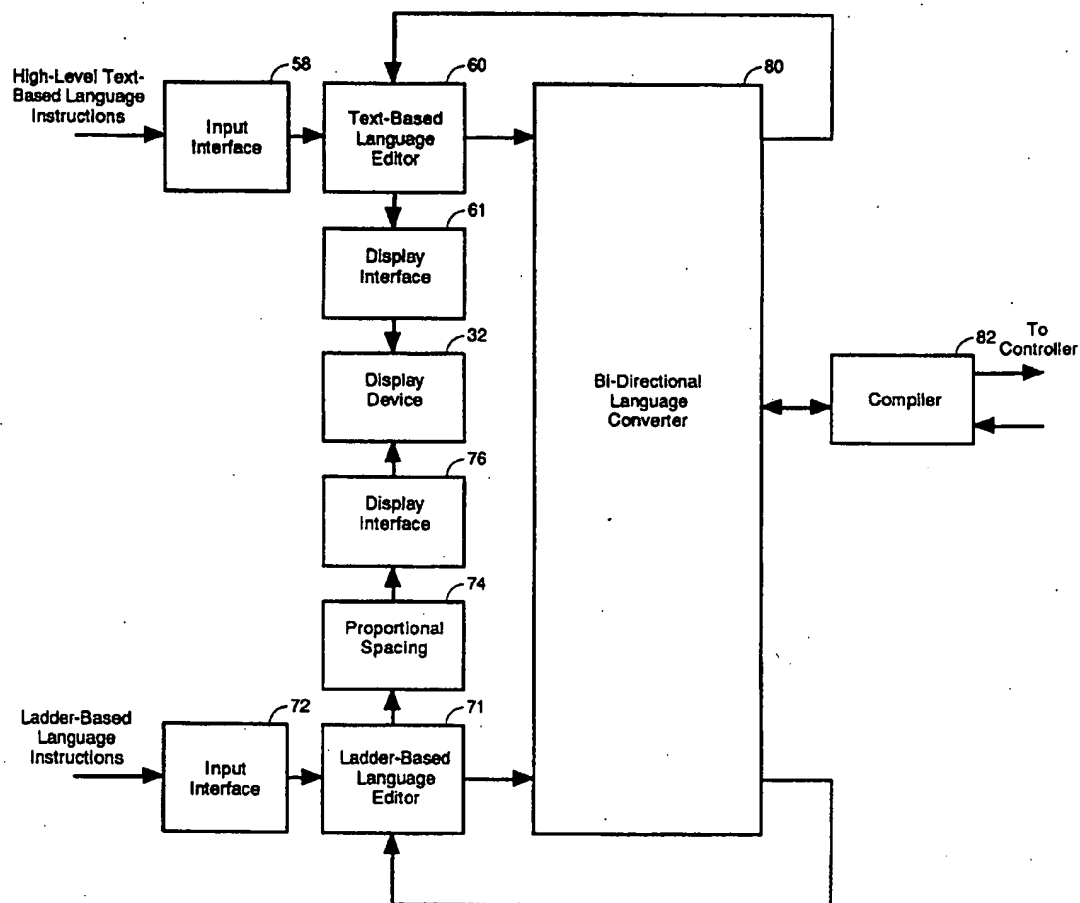 58
60
80
High-Level Text-
Based Language
Instructions
Input
Interface
Text-Based
Language
Editor
61
Display
Interface
32
Display
Device
Bi-Directional
Language
Converter
82
To
Controller
Compiler
76
Display
Interface
74
Proportional
Spacing
72
71
Ladder-Based
Language
Instructions
Input
Interface
Ladder-Based
Language
Editor